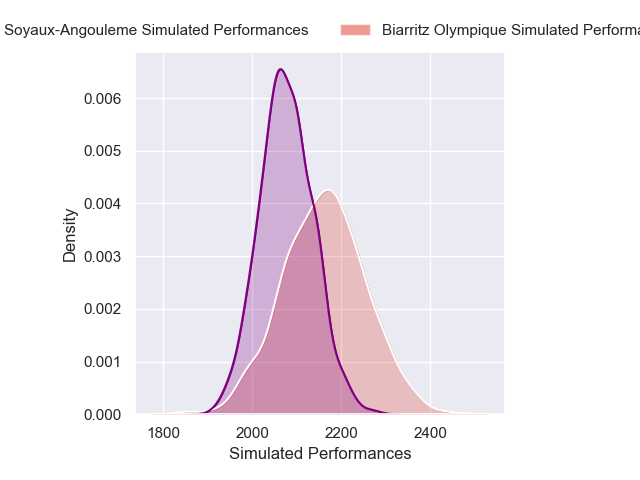 Soyaux-Angouleme Simulated Performances
Biarritz Olympique Simulated
0.006
0.005
0.004
0.003
0.002
0.001
0.000
Density
1800 2000 2200 2400
Simulated Performances